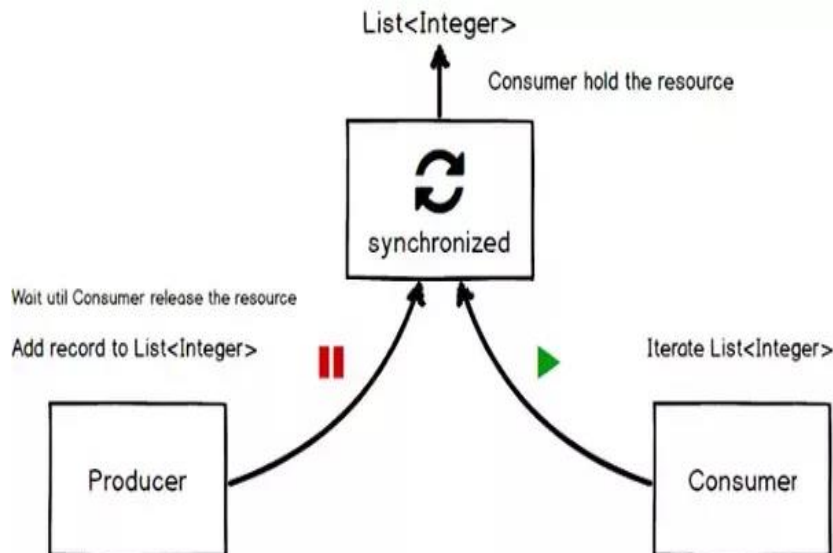 List<Integer>
Consumer hold the resource
synchronized
Wait util Consumer release the resource
Add record to List<Integer>
Iterate List<Integer>
Producer
Consumer